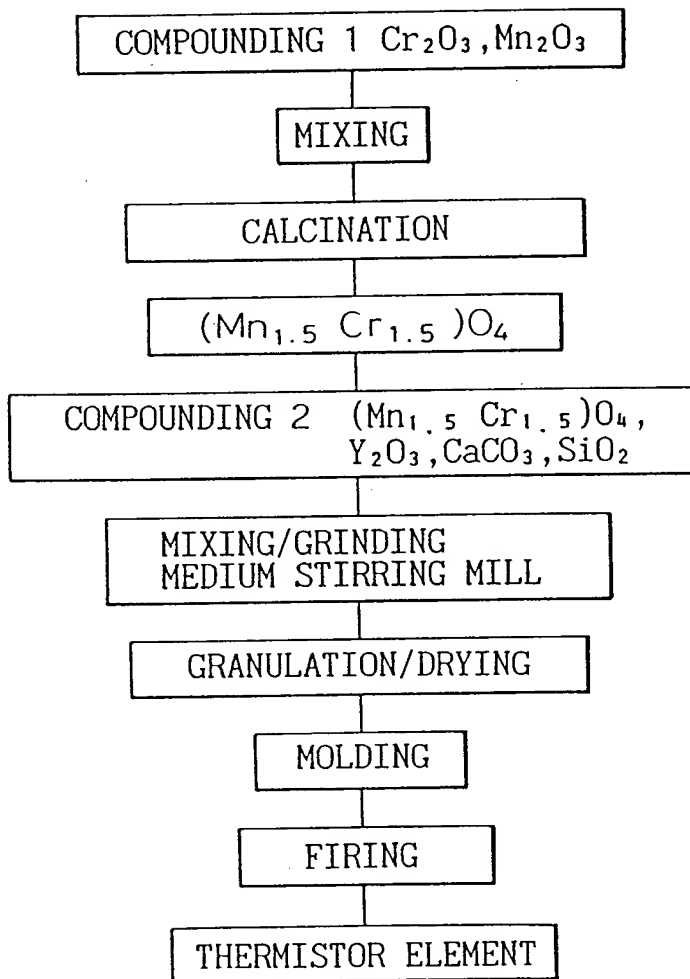 COMPOUNDING 1 Cr₂O₃,Mn₂O₃
MIXING
CALCINATION
(Mn₁.₅ Cr₁.₅ )O₄
COMPOUNDING 2 (Mn₁.₅ Cr₁.₅)O₄,
Y₂O₃,CaCO₃,SiO₂
MIXING/GRINDING
MEDIUM STIRRING MILL
GRANULATION/DRYING
MOLDING
FIRING
THERMISTOR ELEMENT